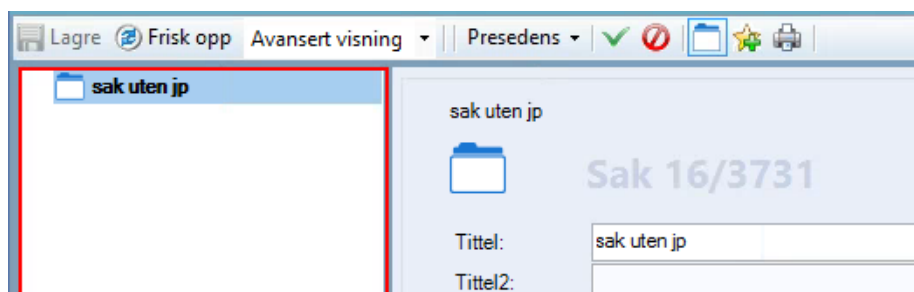 Lagre Frisk opp Avansert visning Presedens
sak uten jp
sak uten jp
Sak 16/3731
Tittel: sak uten jp
Tittel2: